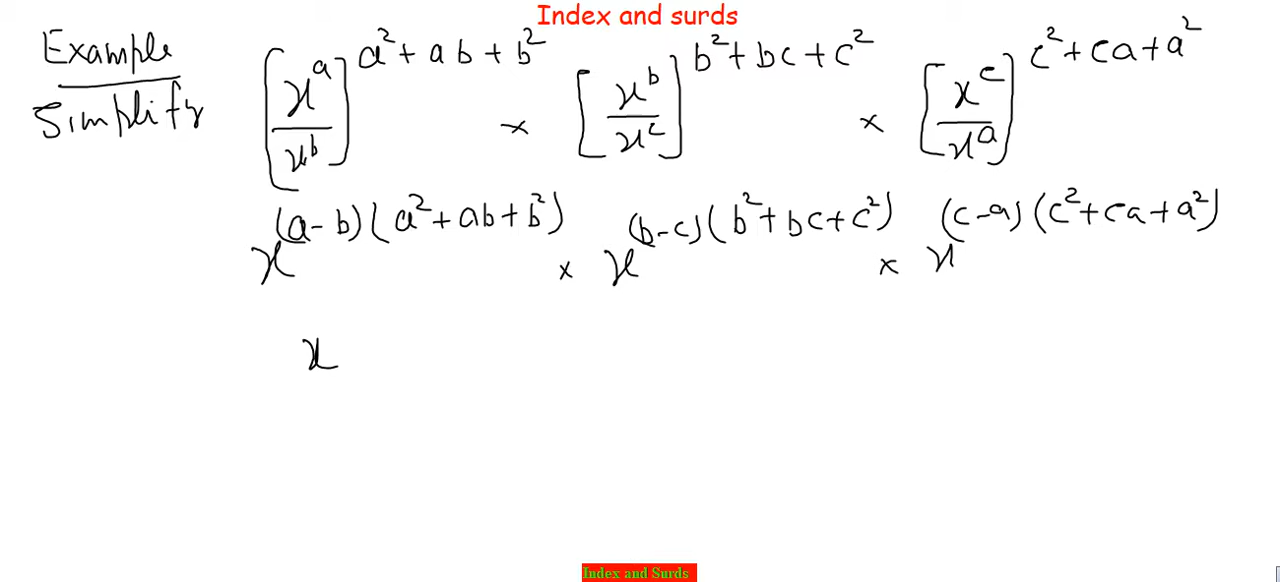 Index and surds
Example [x^a/x^b]^a²+ab+b² × [x^b/x^c]^b²+bc+c² × [x^c/x^a]^c²+ca+a²
Simplify
x^(a-b)(a²+ab+b²) × x^(b-c)(b²+bc+c²) × x^(c-a)(c²+ca+a²)
x
Index and Surds